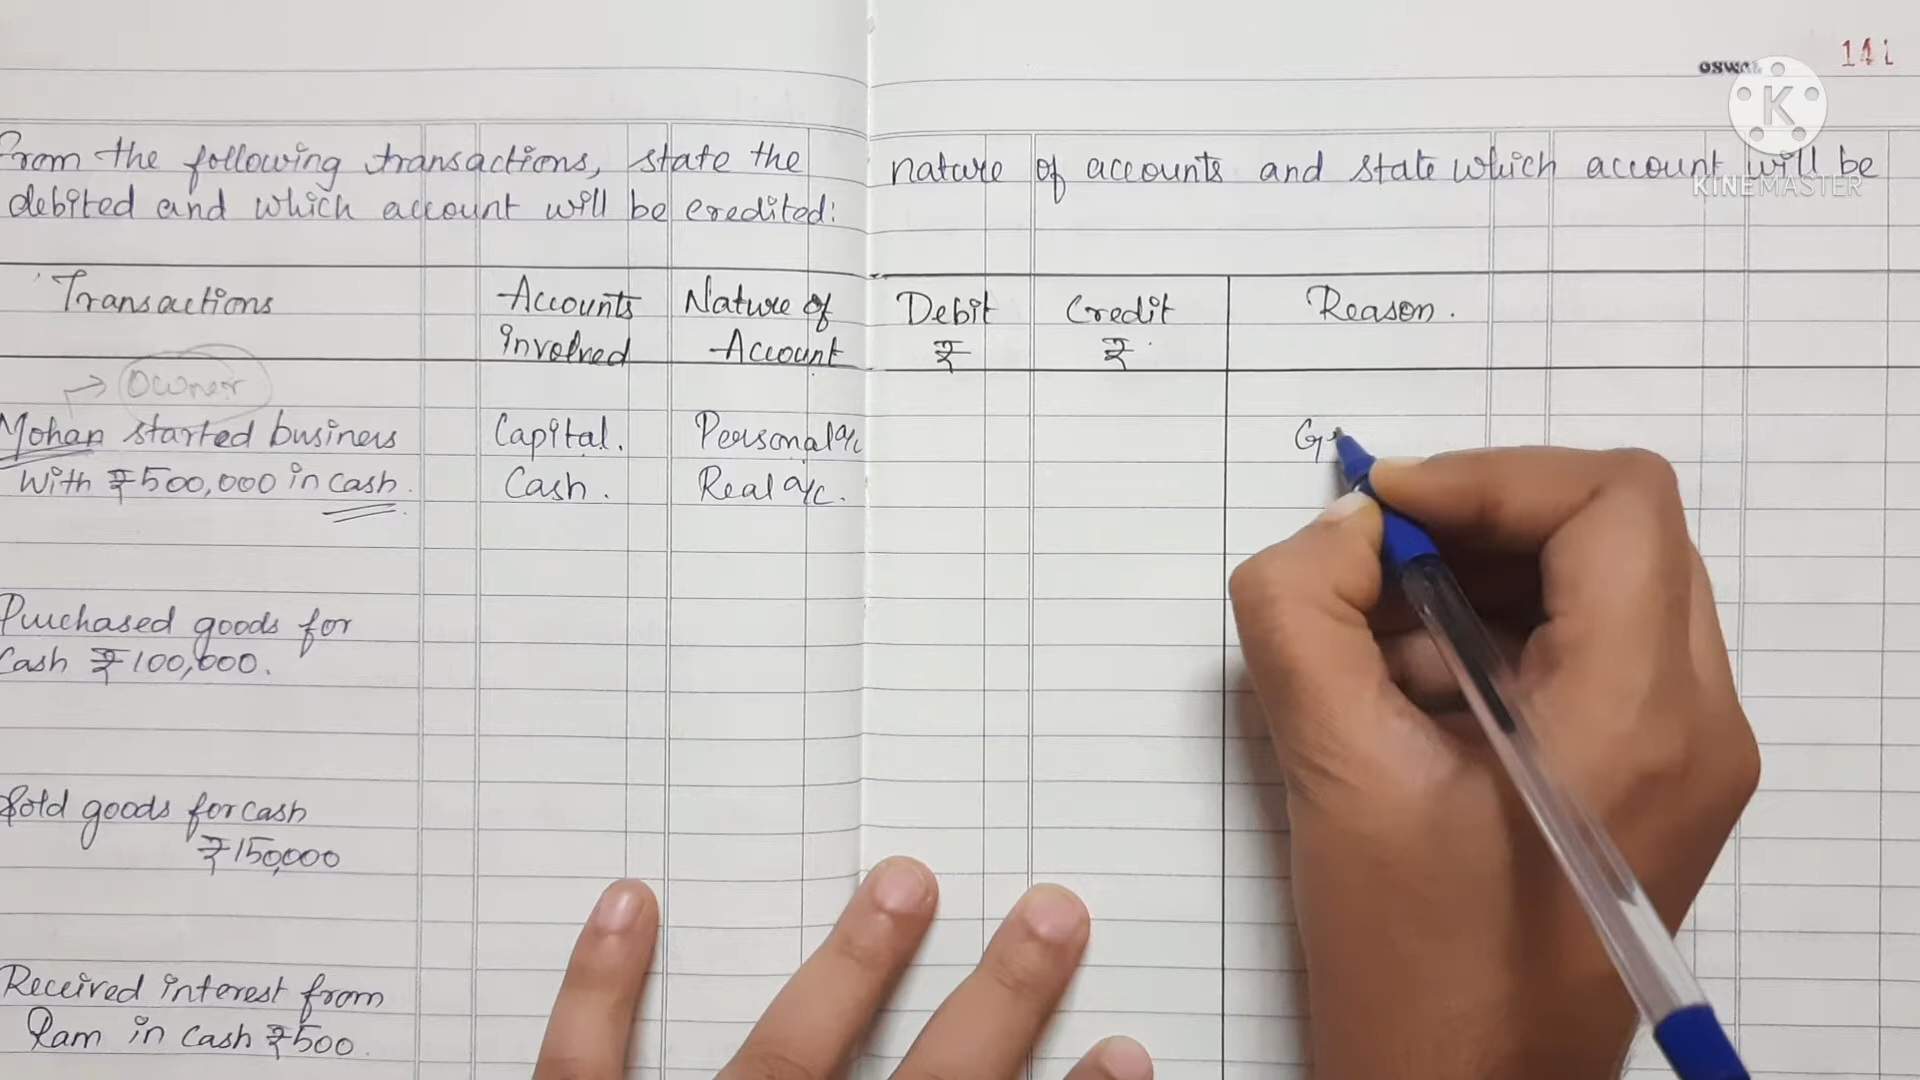 OSWAL 141
KINEMASTER
From the following transactions, state the nature of accounts and state which account will be
debited and which account will be credited:
Transactions Accounts involved Nature of Account Debit ₹ Credit ₹ Reason.
→ Owner
Mohan started business Capital. Personal a/c
With ₹500,000 in cash. Cash. Real a/c.
Purchased goods for
Cash ₹100,000.
Sold goods for cash
₹150,000
Received interest from
Ram in cash ₹500.